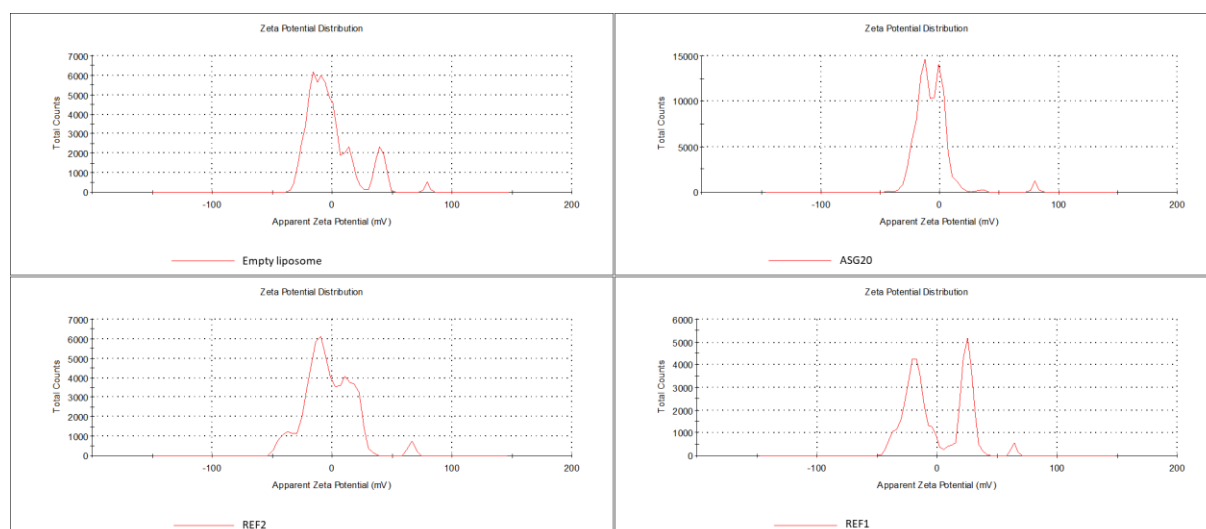 Zeta Potential Distribution
7000
6000
5000
4000
3000
2000
1000
0
Total Counts
-100 0 100 200
Apparent Zeta Potential (mV)
Empty liposome
Zeta Potential Distribution
15000
10000
5000
0
Total Counts
-100 0 100 200
Apparent Zeta Potential (mV)
ASG20
Zeta Potential Distribution
7000
6000
5000
4000
3000
2000
1000
0
Total Counts
-100 0 100 200
Apparent Zeta Potential (mV)
REF2
Zeta Potential Distribution
6000
5000
4000
3000
2000
1000
0
Total Counts
-100 0 100 200
Apparent Zeta Potential (mV)
REF1